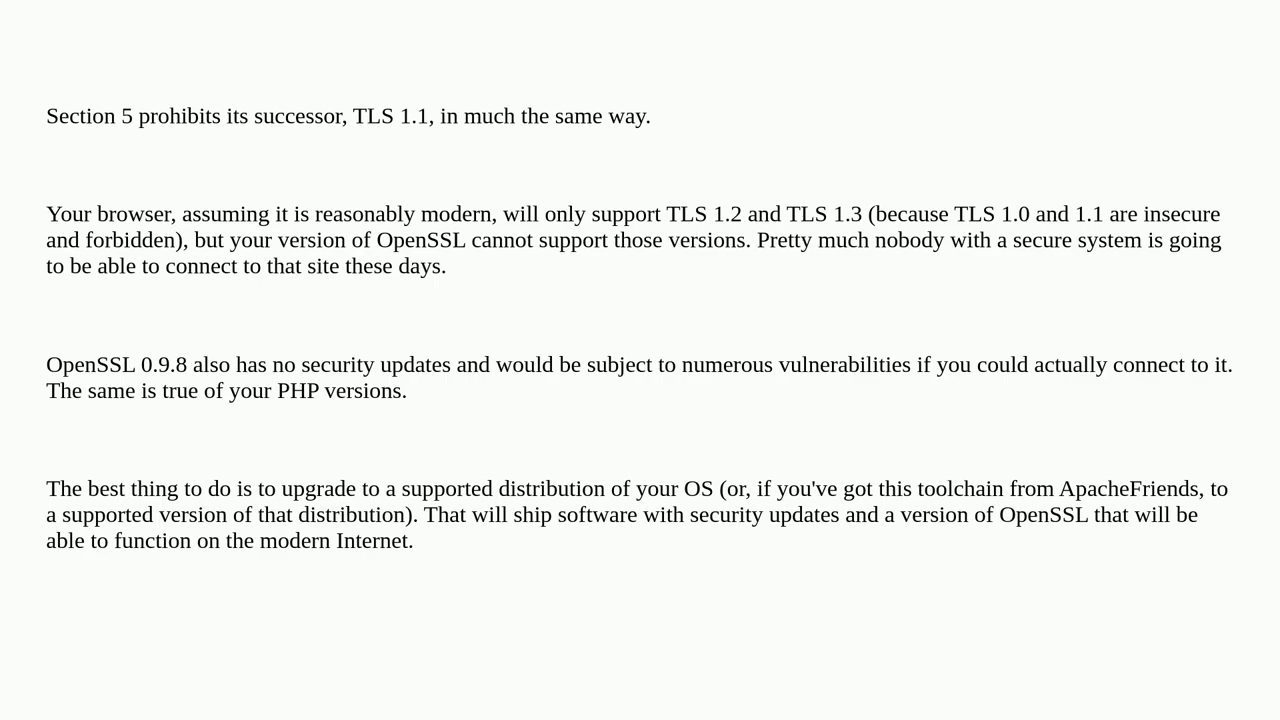 Section 5 prohibits its successor, TLS 1.1, in much the same way.
Your browser, assuming it is reasonably modern, will only support TLS 1.2 and TLS 1.3 (because TLS 1.0 and 1.1 are insecure
and forbidden), but your version of OpenSSL cannot support those versions. Pretty much nobody with a secure system is going
to be able to connect to that site these days.
OpenSSL 0.9.8 also has no security updates and would be subject to numerous vulnerabilities if you could actually connect to it.
The same is true of your PHP versions.
The best thing to do is to upgrade to a supported distribution of your OS (or, if you've got this toolchain from ApacheFriends, to
a supported version of that distribution). That will ship software with security updates and a version of OpenSSL that will be
able to function on the modern Internet.